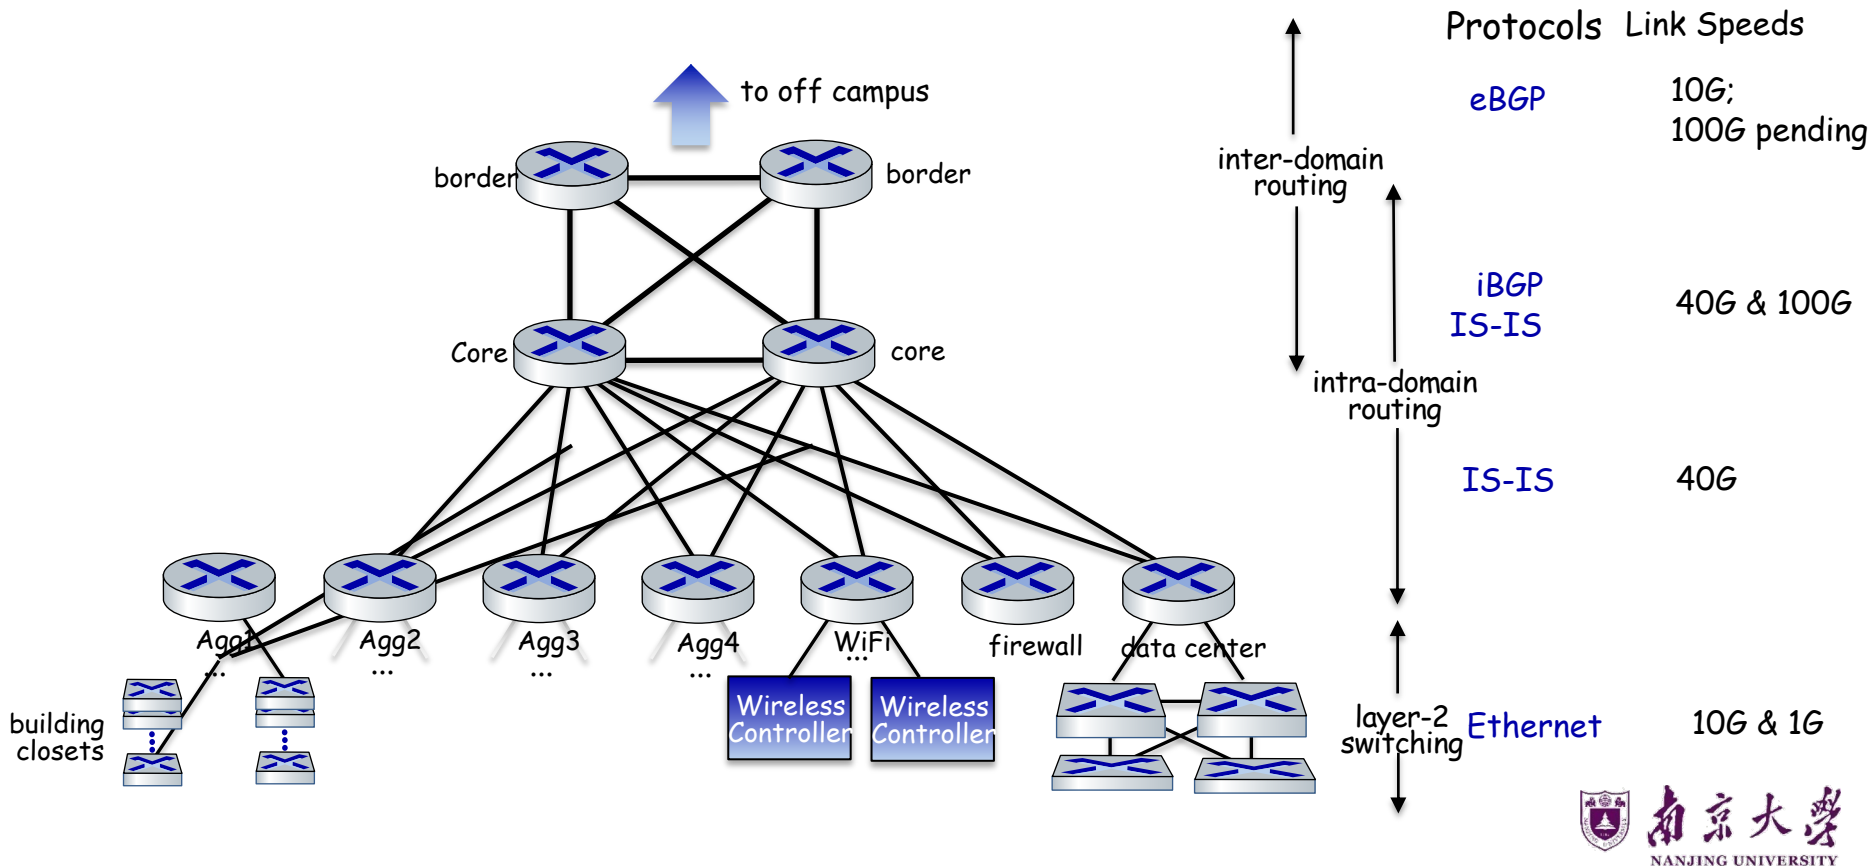 Protocols Link Speeds
to off campus
eBGP
10G;
100G pending
border
border
inter-domain
routing
iBGP
IS-IS
40G & 100G
Core
core
intra-domain
routing
IS-IS
40G
Agg1
...
Agg2
...
Agg3
...
Agg4
...
WiFi
...
firewall
data center
building
closets
Wireless
Controller
Wireless
Controller
layer-2
switching
Ethernet
10G & 1G
南京大學
NANJING UNIVERSITY